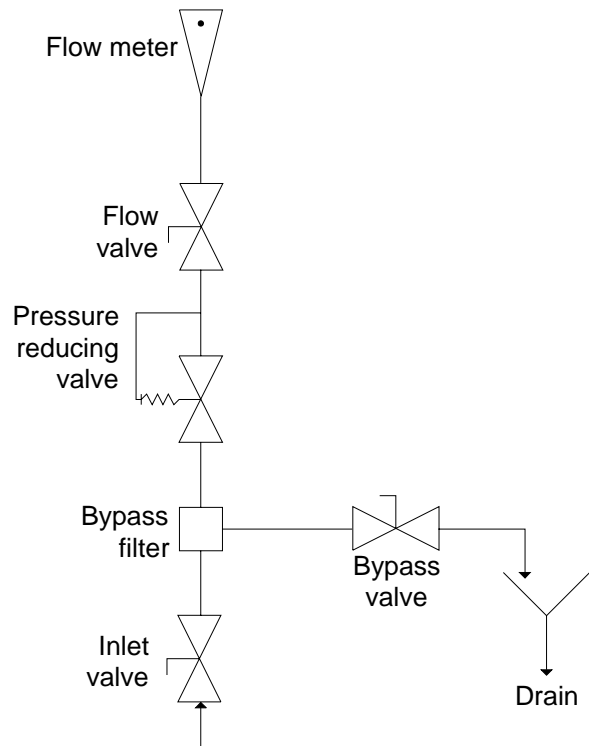 Flow meter
Flow
valve
Pressure
reducing
valve
Bypass
filter
Bypass
valve
Inlet
valve
Drain